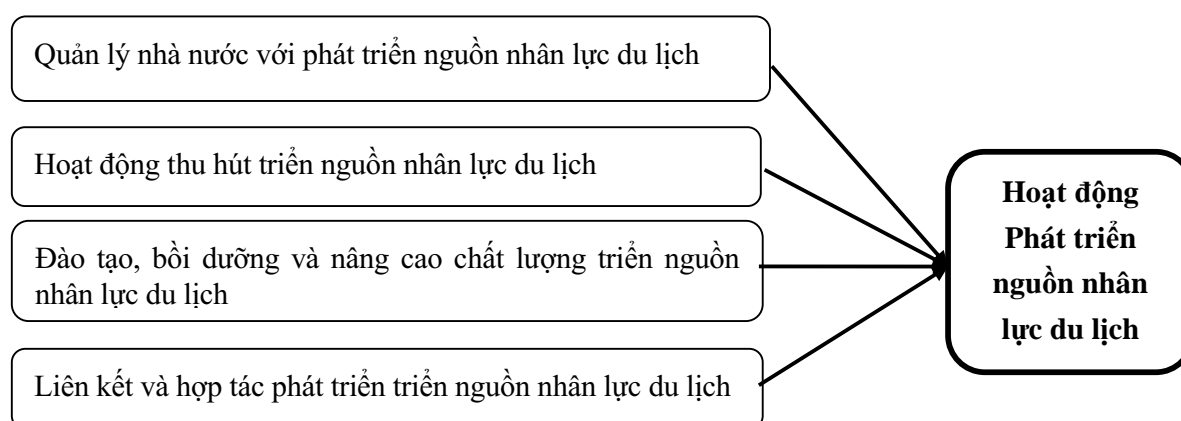 Quản lý nhà nước với phát triển nguồn nhân lực du lịch
Hoạt động thu hút triển nguồn nhân lực du lịch
Đào tạo, bồi dưỡng và nâng cao chất lượng triển nguồn
nhân lực du lịch
Liên kết và hợp tác phát triển triển nguồn nhân lực du lịch
Hoạt động
Phát triển
nguồn nhân
lực du lịch